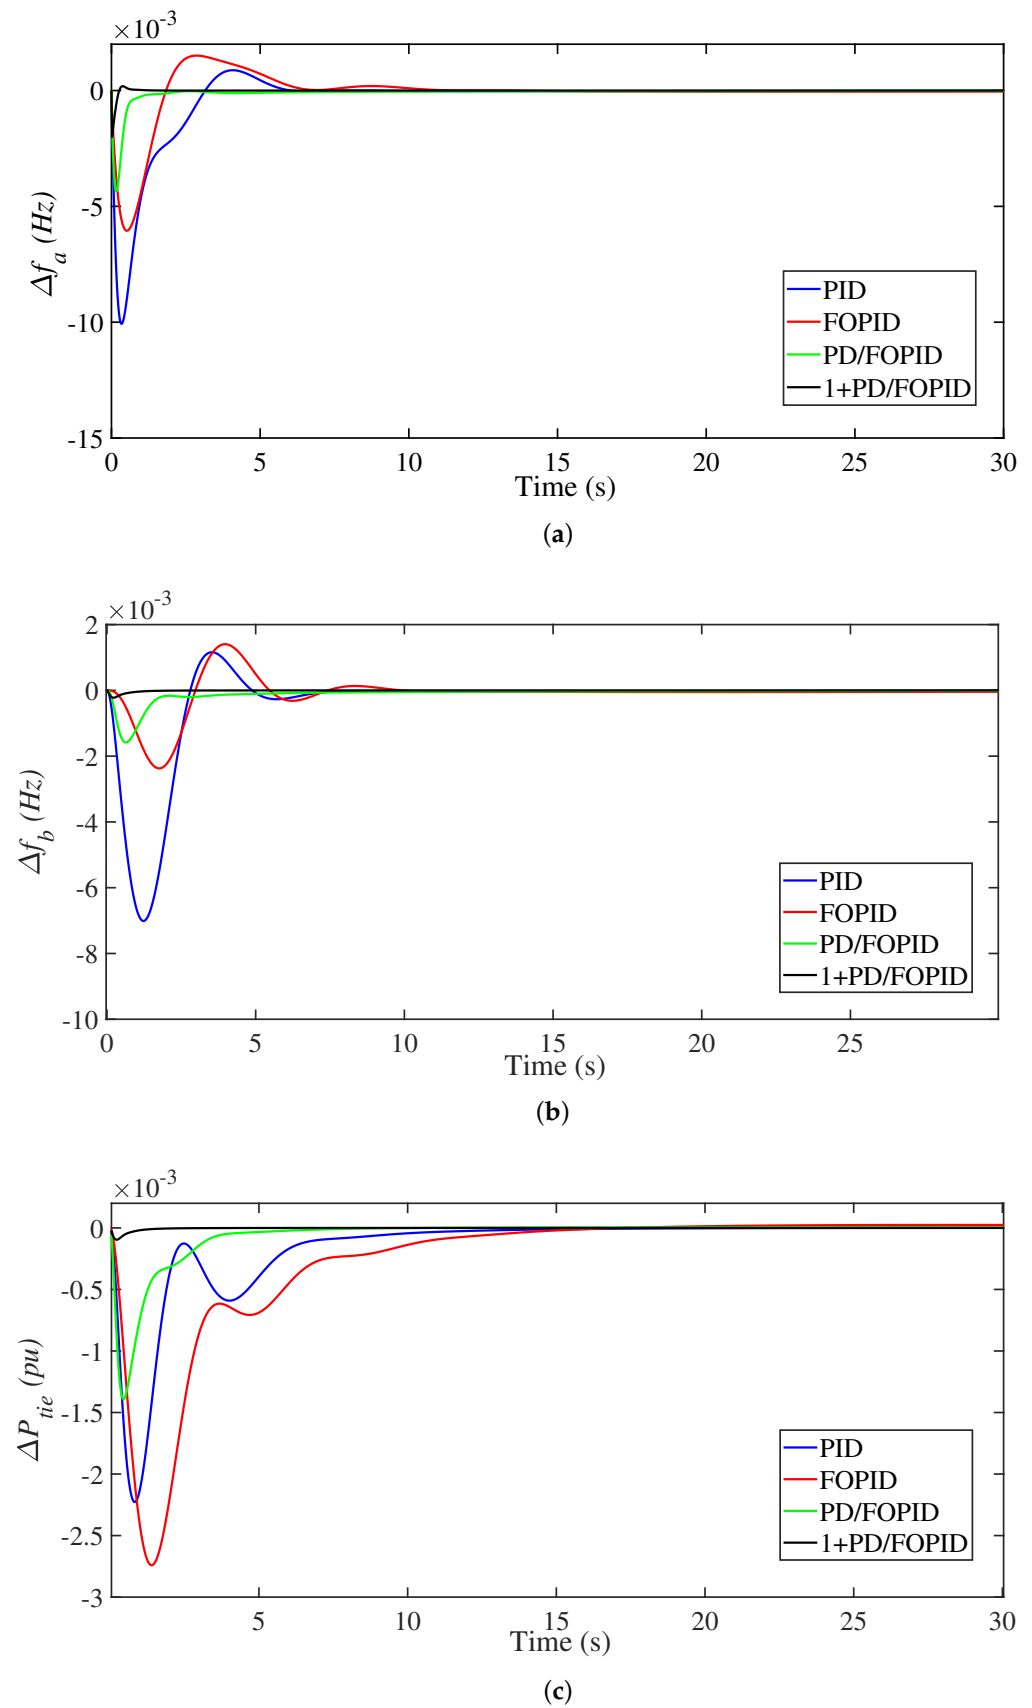 ×10-3
0
-5
-10
-15
Δfa (Hz)
PID
FOPID
PD/FOPID
1+PD/FOPID
0 5 10 15 20 25 30
Time (s)
(a)
×10-3
2
0
-2
-4
-6
-8
-10
Δfb (Hz)
PID
FOPID
PD/FOPID
1+PD/FOPID
0 5 10 15 20 25
Time (s)
(b)
×10-3
0
-0.5
-1
-1.5
-2
-2.5
-3
ΔPtie (pu)
PID
FOPID
PD/FOPID
1+PD/FOPID
5 10 15 20 25 30
Time (s)
(c)